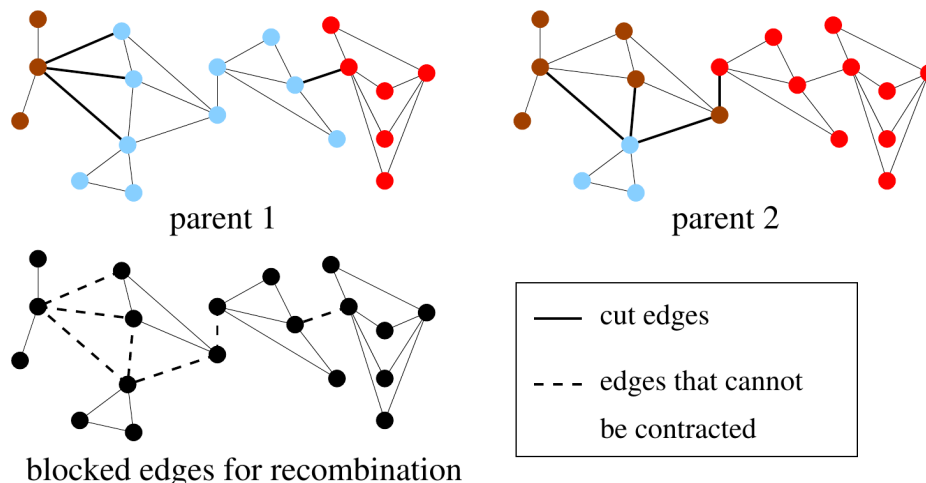 parent 1
parent 2
cut edges
edges that cannot
be contracted
blocked edges for recombination